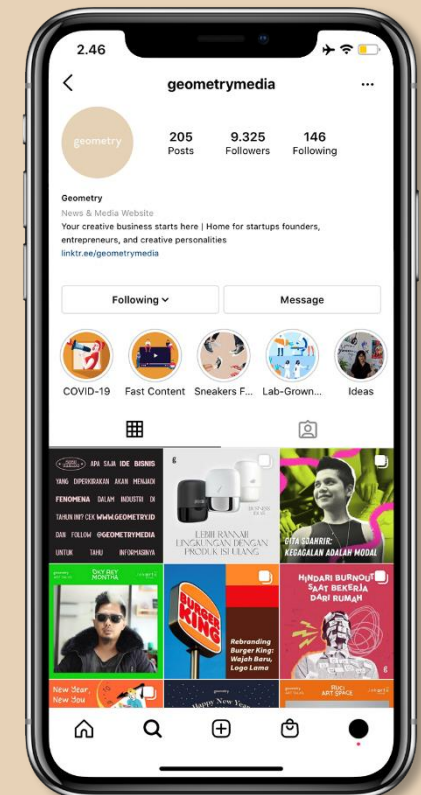 2.46
geometrymedia
geometry
205
Posts
9.325
Followers
146
Following
Geometry
News & Media Website
Your creative business starts here | Home for startups founders,
entrepreneurs, and creative personalities
linktr.ee/geometrymedia
Following
Message
COVID-19
Fast Content
Sneakers F...
Lab-Grown...
Ideas
APA SAJA IDE BISNIS
YANG DIPERKIRAKAN AKAN MENJADI
FENOMENA DALAM INDUSTRI DI
TAHUN INI? CEK WWW.GEOMETRY.ID
DAN FOLLOW @GEOMETRYMEDIA
UNTUK TAHU INFORMASINYA
LEBIH RAMAH
LINGKUNGAN DENGAN
PRODUK ISI ULANG
GITA SJAHRIR:
KEGAGALAN ADALAH MODAL
MONTHA
BURGER
KING
Rebranding
Burger King:
Wajah Baru,
Logo Lama
HINDARI BURNOUT
SAAT BEKERJA
DARI RUMAH
New Year,
New You
geometry
Happy New Year
RUCI
ART SPACE